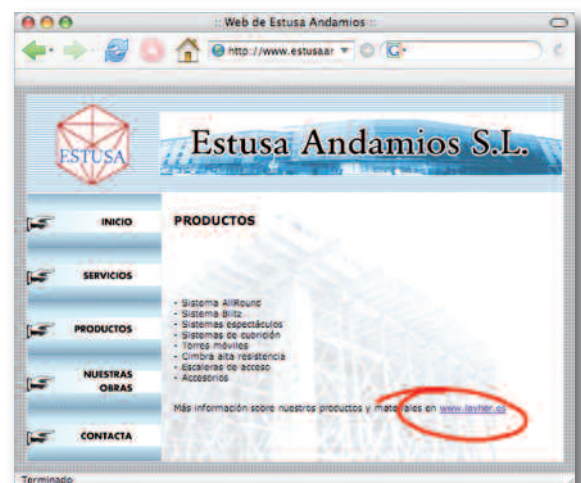 :: Web de Estusa Andamios ::
http://www.estusaar
G
ESTUSA
Estusa Andamios S.L.
INICIO
SERVICIOS
PRODUCTOS
NUESTRAS
OBRAS
CONTACTA
PRODUCTOS
- Sistema AllRound
- Sistema Blitz
- Sistemas espectáculos
- Sistemas de cubrición
- Torres móviles
- Cimbra alta resistencia
- Escaleras de acceso
- Accesorios
Más información sobre nuestros productos y materiales en www.layher.es
Terminado